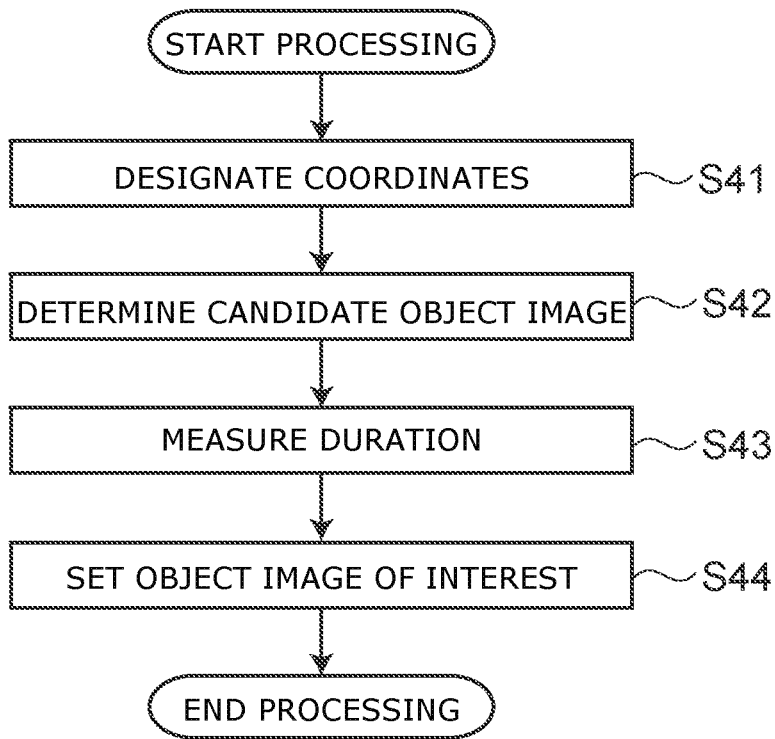 START PROCESSING
DESIGNATE COORDINATES
S41
DETERMINE CANDIDATE OBJECT IMAGE
S42
MEASURE DURATION
S43
SET OBJECT IMAGE OF INTEREST
S44
END PROCESSING